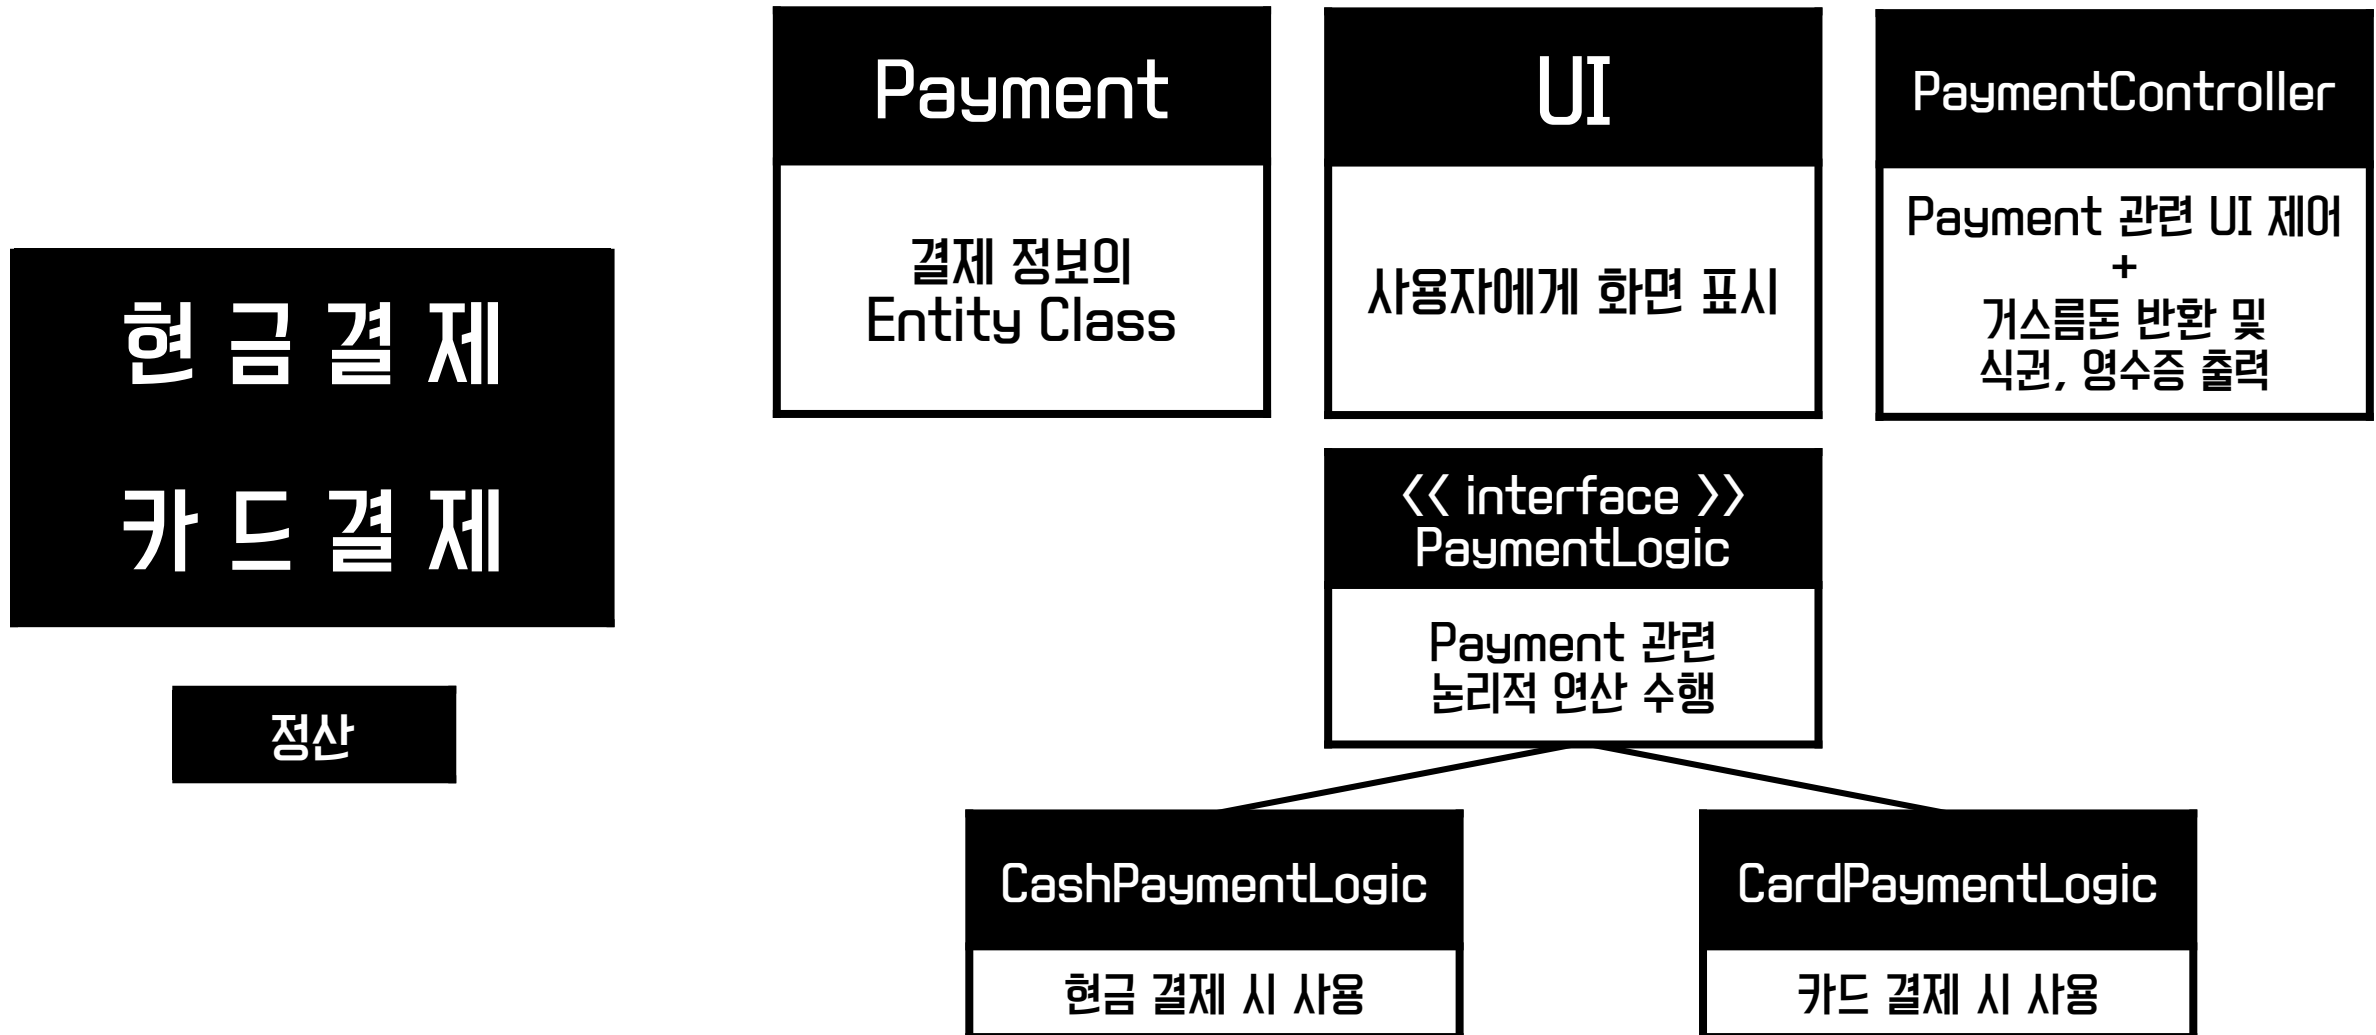 현금결제
카드결제
정산
Payment
결제 정보의
Entity Class
UI
사용자에게 화면 표시
PaymentController
Payment 관련 UI 제어
+
거스름돈 반환 및
식권, 영수증 출력
<< interface >>
PaymentLogic
Payment 관련
논리적 연산 수행
CashPaymentLogic
현금 결제 시 사용
CardPaymentLogic
카드 결제 시 사용